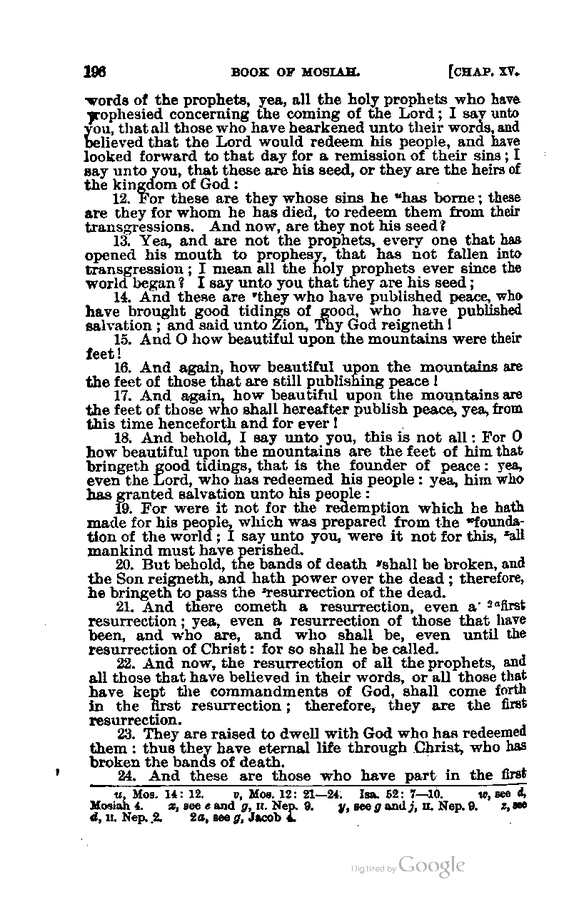 196 BOOK OF MOSIAH. [CHAP. XV.
words of the prophets, yea, all the holy prophets who have
prophesied concerning the coming of the Lord; I say unto
you, that all those who have hearkened unto their words, and
believed that the Lord would redeem his people, and have
looked forward to that day for a remission of their sins; I
say unto you, that these are his seed, or they are the heirs of
the kingdom of God:
12. For these are they whose sins he ᵘhas borne; these
are they for whom he has died, to redeem them from their
transgressions. And now, are they not his seed?
13. Yea, and are not the prophets, every one that has
opened his mouth to prophesy, that has not fallen into
transgression; I mean all the holy prophets ever since the
world began? I say unto you that they are his seed;
14. And these are ᵛthey who have published peace, who
have brought good tidings of good, who have published
salvation; and said unto Zion, Thy God reigneth!
15. And O how beautiful upon the mountains were their
feet!
16. And again, how beautiful upon the mountains are
the feet of those that are still publishing peace!
17. And again, how beautiful upon the mountains are
the feet of those who shall hereafter publish peace, yea, from
this time henceforth and for ever!
18. And behold, I say unto you, this is not all: For O
how beautiful upon the mountains are the feet of him that
bringeth good tidings, that is the founder of peace: yea,
even the Lord, who has redeemed his people: yea, him who
has granted salvation unto his people:
19. For were it not for the redemption which he hath
made for his people, which was prepared from the ʷfounda-
tion of the world; I say unto you, were it not for this, ˣall
mankind must have perished.
20. But behold, the bands of death ʸshall be broken, and
the Son reigneth, and hath power over the dead; therefore,
he bringeth to pass the ᶻresurrection of the dead.
21. And there cometh a resurrection, even a ²ᵃfirst
resurrection; yea, even a resurrection of those that have
been, and who are, and who shall be, even until the
resurrection of Christ: for so shall he be called.
22. And now, the resurrection of all the prophets, and
all those that have believed in their words, or all those that
have kept the commandments of God, shall come forth
in the first resurrection; therefore, they are the first
resurrection.
23. They are raised to dwell with God who has redeemed
them: thus they have eternal life through Christ, who has
broken the bands of death.
24. And these are those who have part in the first
u, Mos. 14: 12. v, Mos. 12: 21—24. Isa. 52: 7—10. w, see d,
Mosiah 4. x, see e and g, II. Nep. 9. y, see g and j, II. Nep. 9. z, see
d, II. Nep. 2. 2a, see g, Jacob 4.
Digitized by Google